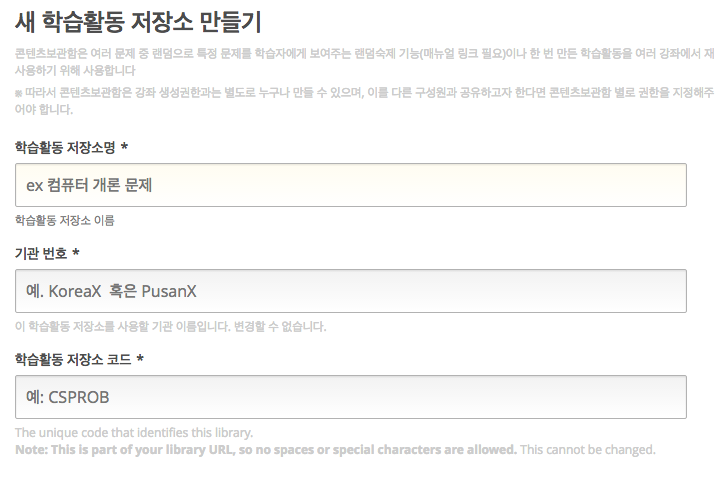 새 학습활동 저장소 만들기
콘텐츠보관함은 여러 문제 중 랜덤으로 특정 문제를 학습자에게 보여주는 랜덤숙제 기능(매뉴얼 링크 필요)이나 한 번 만든 학습활동을 여러 강좌에서 재
사용하기 위해 사용합니다
※ 따라서 콘텐츠보관함은 강좌 생성권한과는 별도로 누구나 만들 수 있으며, 이를 다른 구성원과 공유하고자 한다면 콘텐츠보관함 별로 권한을 지정해주
어야 합니다.
학습활동 저장소명 *
ex 컴퓨터 개론 문제
학습활동 저장소 이름
기관 번호 *
예. KoreaX 혹은 PusanX
이 학습활동 저장소를 사용할 기관 이름입니다. 변경할 수 없습니다.
학습활동 저장소 코드 *
예: CSPROB
The unique code that identifies this library.
Note: This is part of your library URL, so no spaces or special characters are allowed. This cannot be changed.